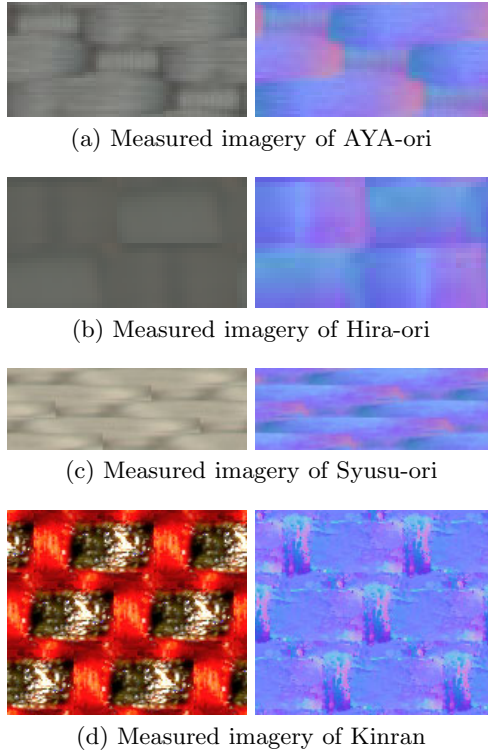 (a) Measured imagery of AYA-ori
(b) Measured imagery of Hira-ori
(c) Measured imagery of Syusu-ori
(d) Measured imagery of Kinran